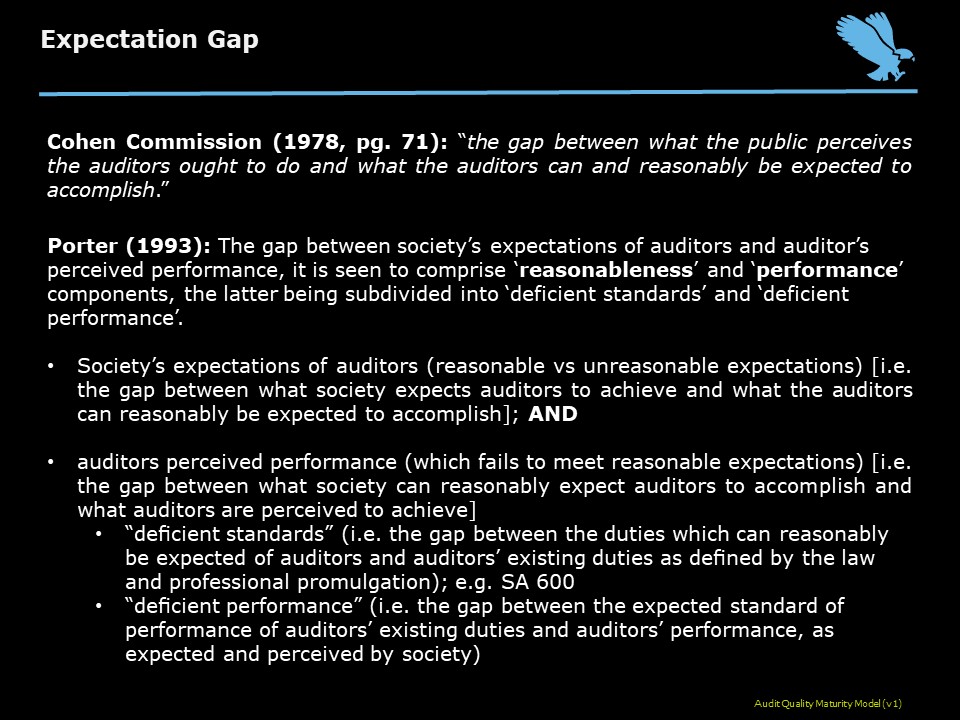 Expectation Gap
Cohen Commission (1978, pg. 71): “the gap between what the public perceives
the auditors ought to do and what the auditors can and reasonably be expected to
accomplish.”
Porter (1993): The gap between society’s expectations of auditors and auditor’s
perceived performance, it is seen to comprise ‘reasonableness’ and ‘performance’
components, the latter being subdivided into ‘deficient standards’ and ‘deficient
performance’.
• Society’s expectations of auditors (reasonable vs unreasonable expectations) [i.e.
the gap between what society expects auditors to achieve and what the auditors
can reasonably be expected to accomplish]; AND
• auditors perceived performance (which fails to meet reasonable expectations) [i.e.
the gap between what society can reasonably expect auditors to accomplish and
what auditors are perceived to achieve]
• “deficient standards” (i.e. the gap between the duties which can reasonably
be expected of auditors and auditors’ existing duties as defined by the law
and professional promulgation); e.g. SA 600
• “deficient performance” (i.e. the gap between the expected standard of
performance of auditors’ existing duties and auditors’ performance, as
expected and perceived by society)
Audit Quality Maturity Model (v1)